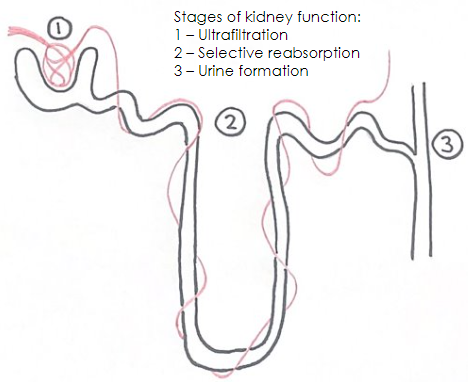 Stages of kidney function:
1 – Ultrafiltration
2 – Selective reabsorption
3 – Urine formation
1
2
3